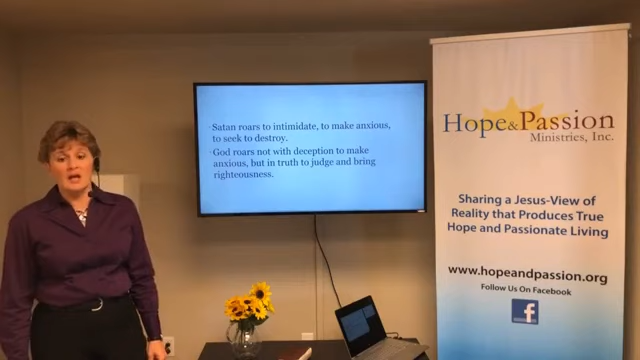 Satan roars to intimidate, to make anxious,
to seek to destroy.
God roars not with deception to make
anxious, but in truth to judge and bring
righteousness.
Hope&Passion
Ministries, Inc.
Sharing a Jesus-View of
Reality that Produces True
Hope and Passionate Living
www.hopeandpassion.org
Follow Us On Facebook
f